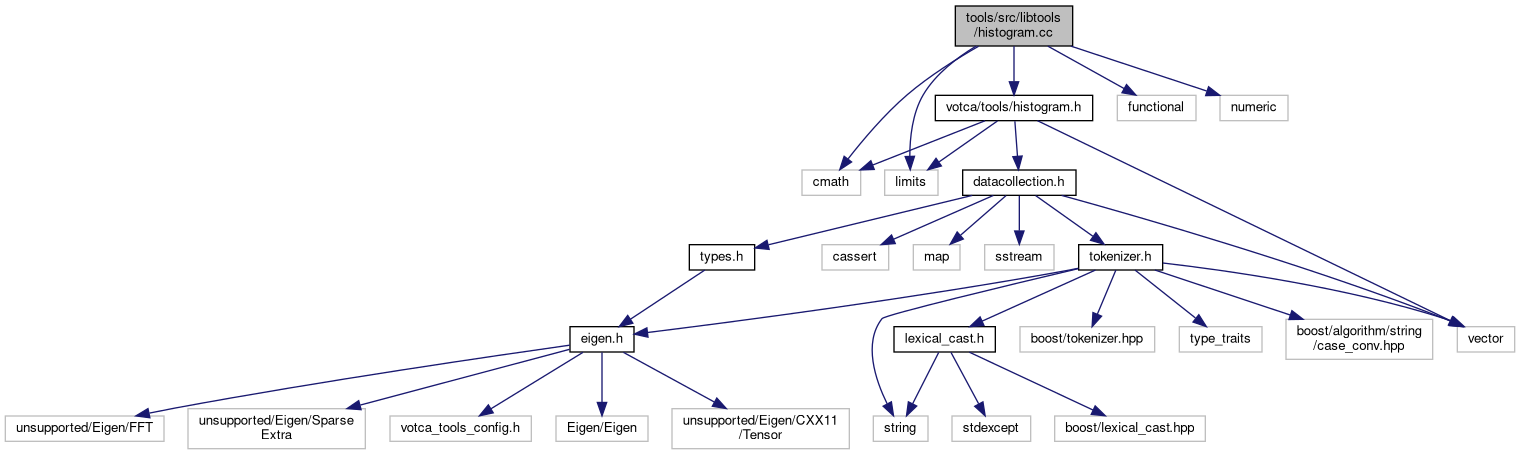 tools/src/libtools
/histogram.cc
votca/tools/histogram.h
functional
numeric
cmath
limits
datacollection.h
types.h
cassert
map
sstream
tokenizer.h
eigen.h
lexical_cast.h
boost/tokenizer.hpp
type_traits
boost/algorithm/string
/case_conv.hpp
vector
unsupported/Eigen/FFT
unsupported/Eigen/Sparse
Extra
votca_tools_config.h
Eigen/Eigen
unsupported/Eigen/CXX11
/Tensor
string
stdexcept
boost/lexical_cast.hpp